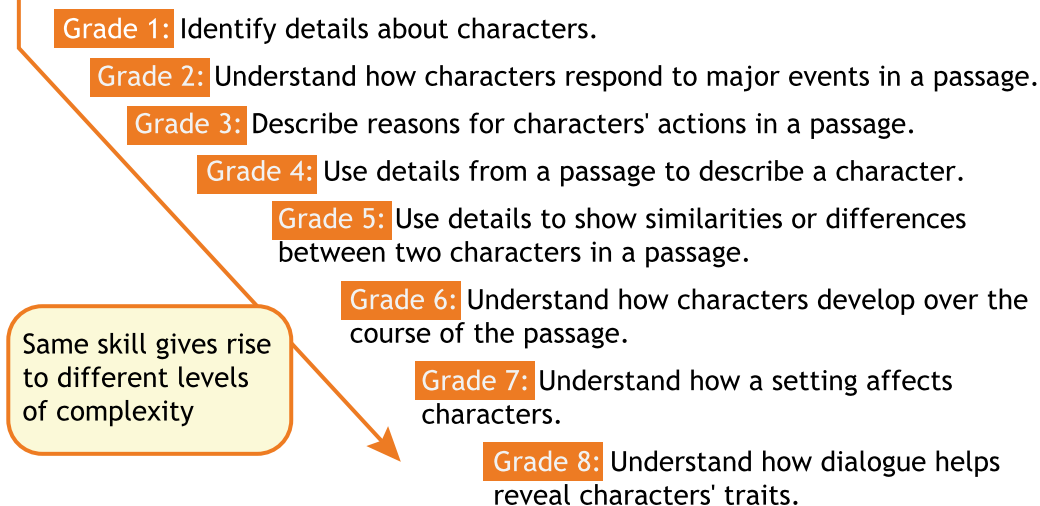 Grade 1: Identify details about characters.
Grade 2: Understand how characters respond to major events in a passage.
Grade 3: Describe reasons for characters' actions in a passage.
Grade 4: Use details from a passage to describe a character.
Grade 5: Use details to show similarities or differences
between two characters in a passage.
Grade 6: Understand how characters develop over the
course of the passage.
Same skill gives rise
to different levels
of complexity
Grade 7: Understand how a setting affects
characters.
Grade 8: Understand how dialogue helps
reveal characters' traits.